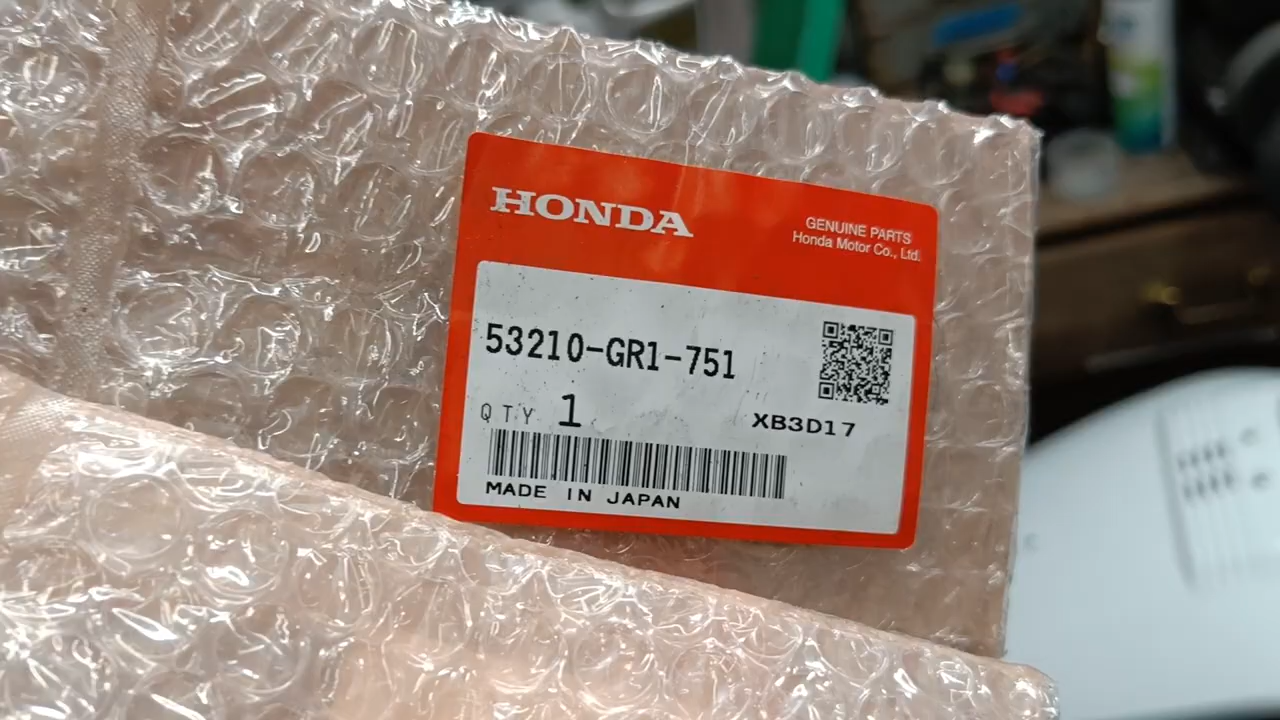 HONDA
GENUINE PARTS
Honda Motor Co., Ltd.
53210-GR1-751
QTY 1
XB3D17
MADE IN JAPAN